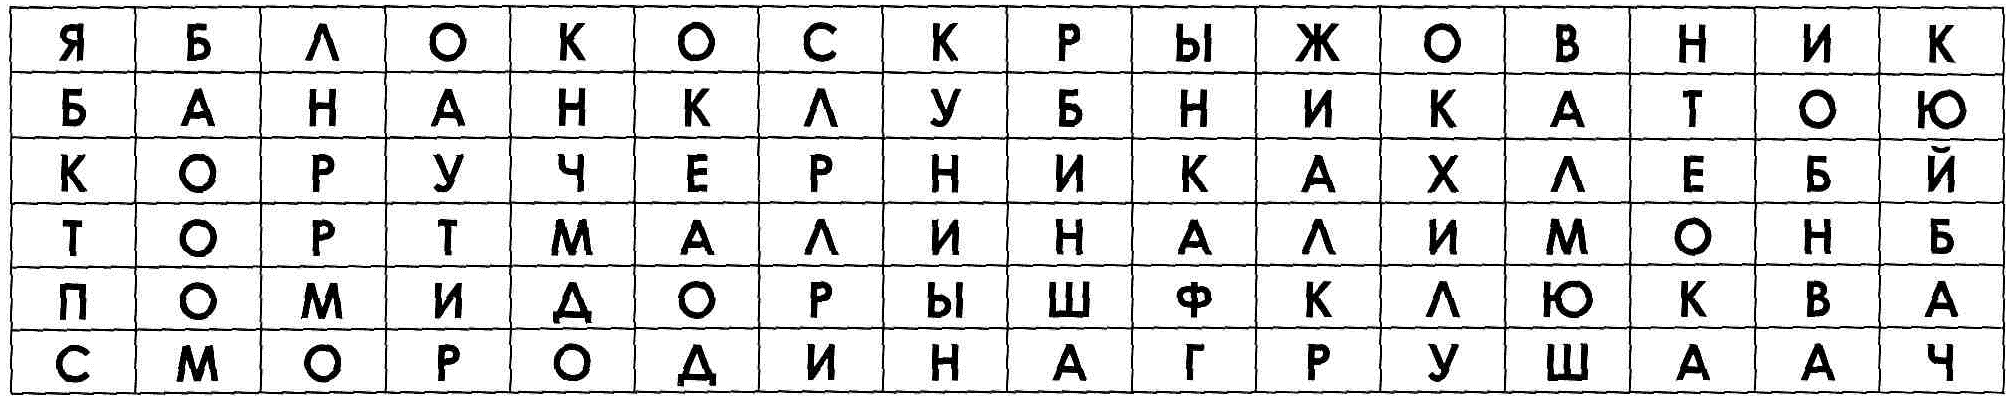 Я Б Л О К О С К Р Ы Ж О В Н И К
Б А Н А Н К Л У Б Н И К А Т О Ю
К О Р У Ч Е Р Н И К А Х Л Е Б Й
Т О Р Т М А Л И Н А Л И М О Н Б
П О М И Д О Р Ы Ш Ф К Л Ю К В А
С М О Р О Д И Н А Г Р У Ш А А Ч